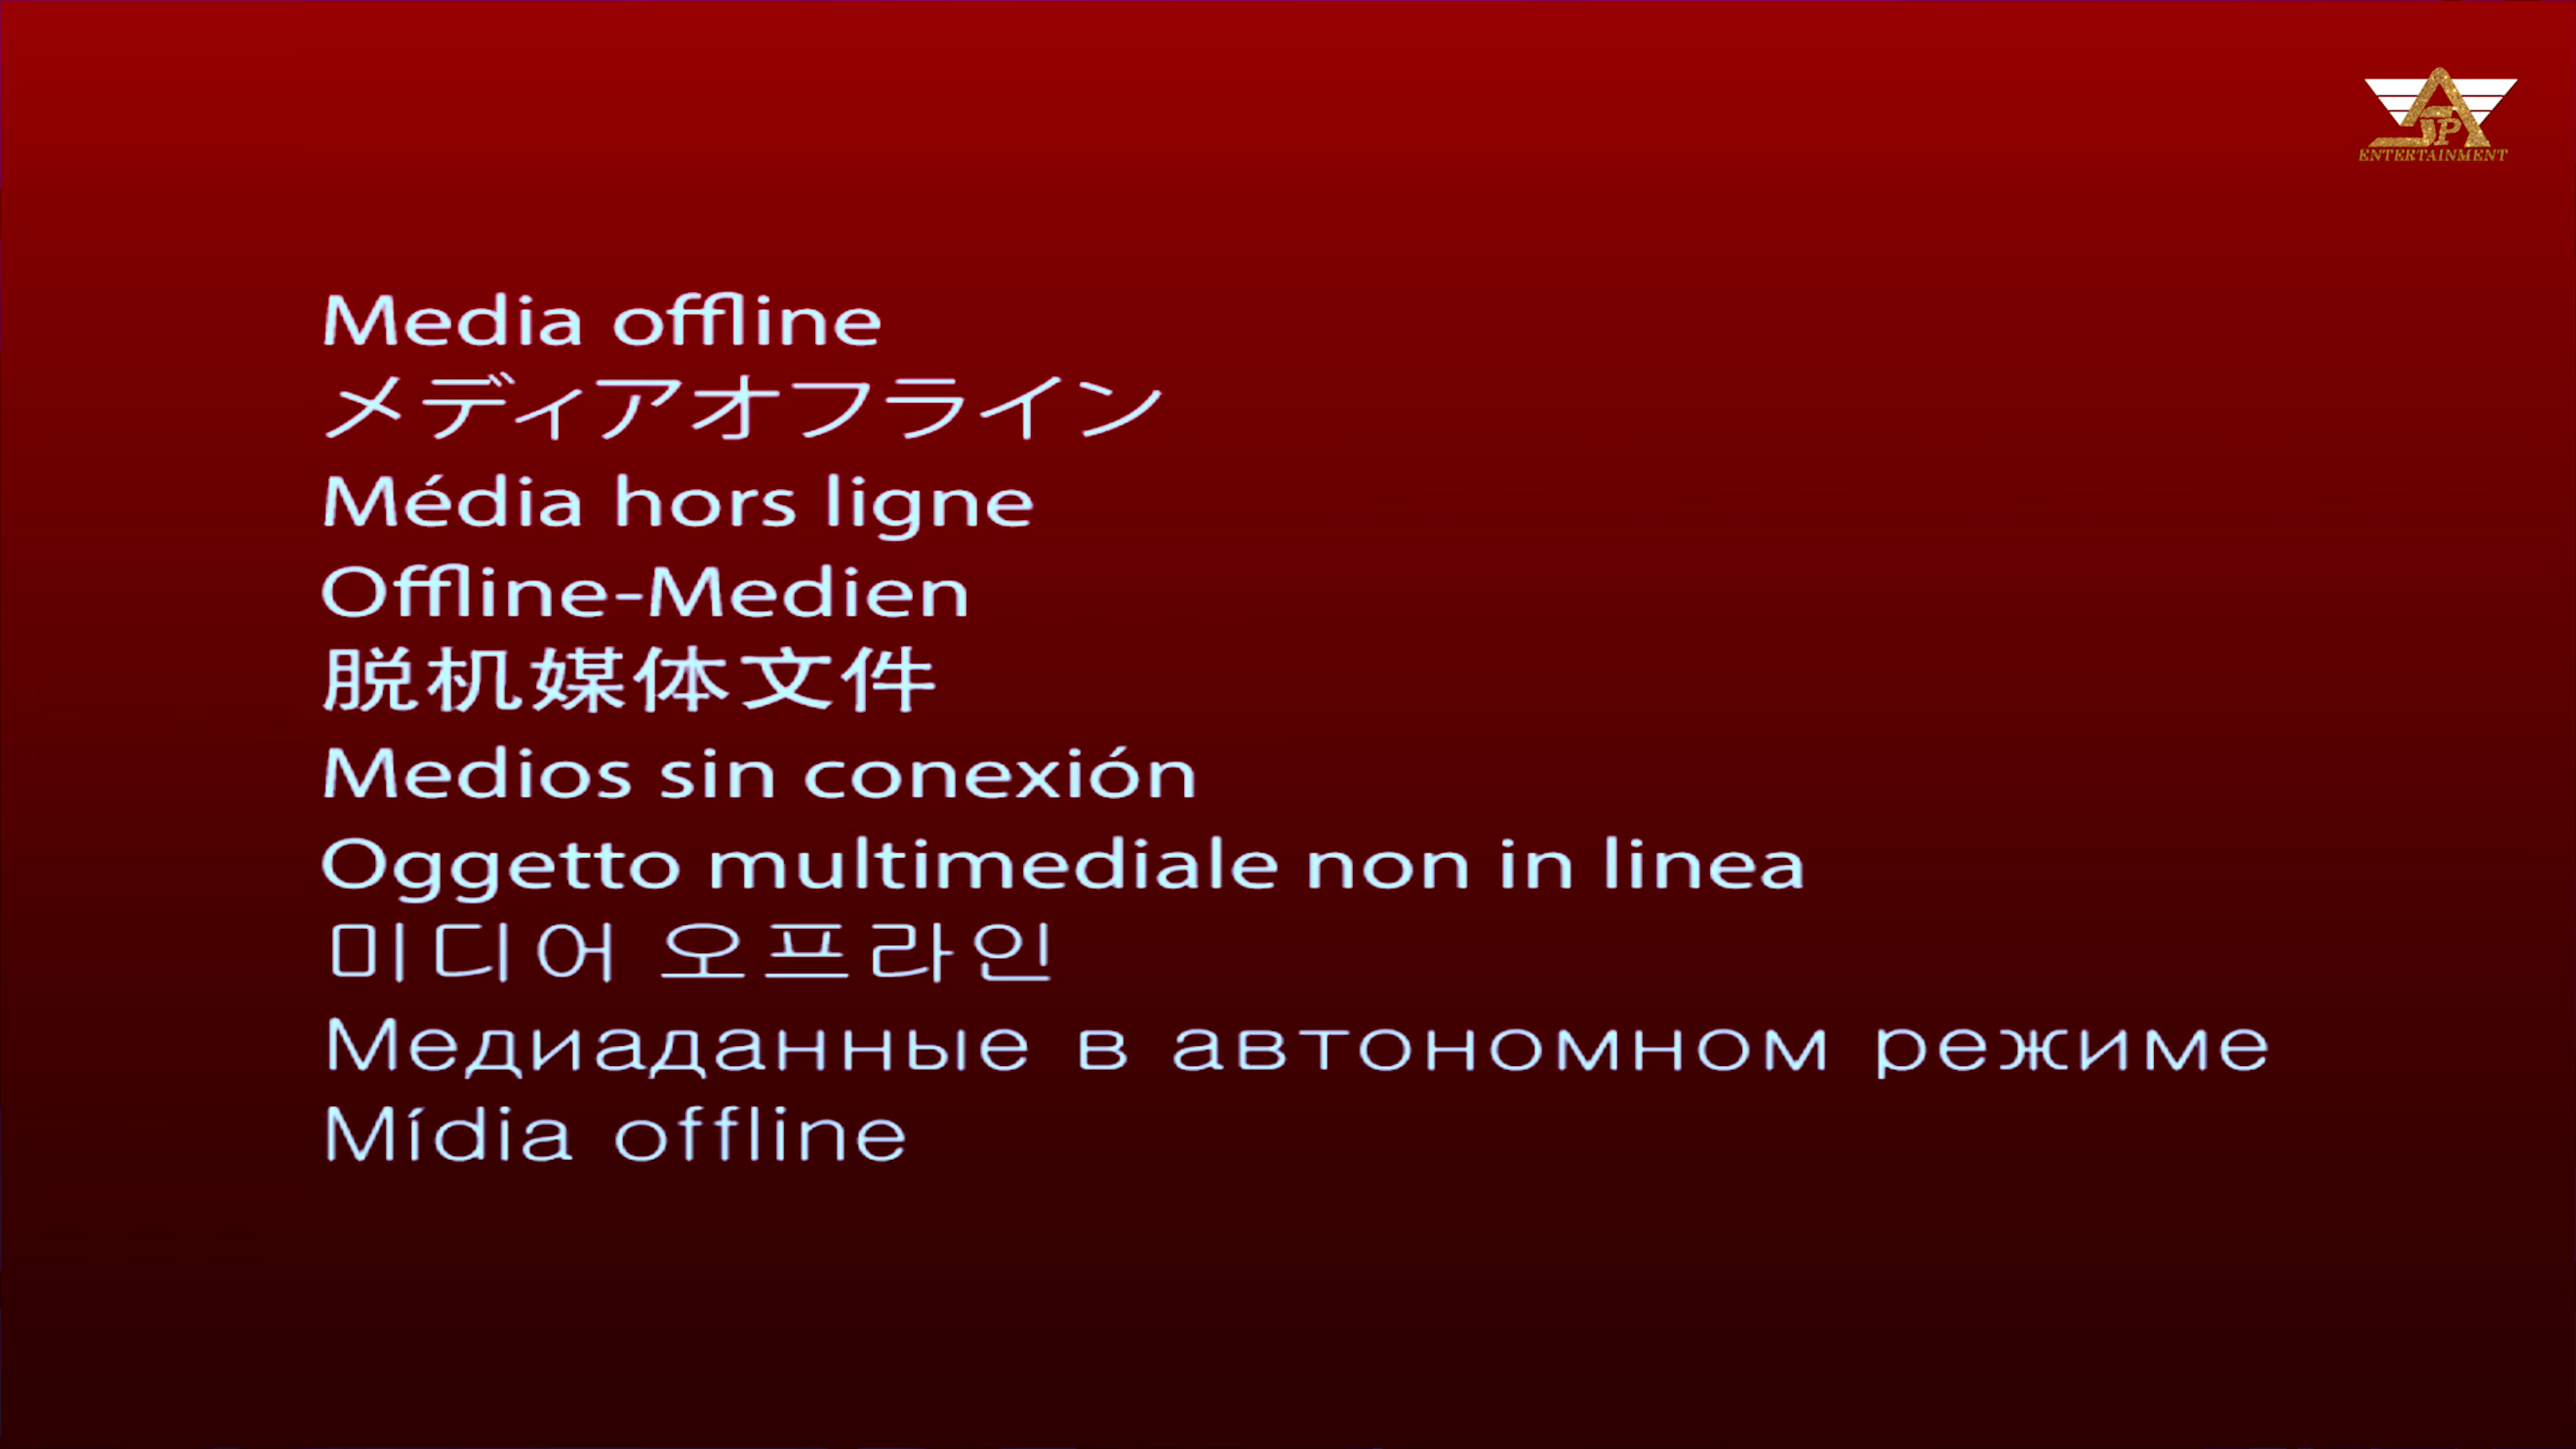 ASJP
ENTERTAINMENT
Media offline
メディアオフライン
Média hors ligne
Offline-Medien
脱机媒体文件
Medios sin conexión
Oggetto multimediale non in linea
미디어 오프라인
Медиаданные в автономном режиме
Mídia offline